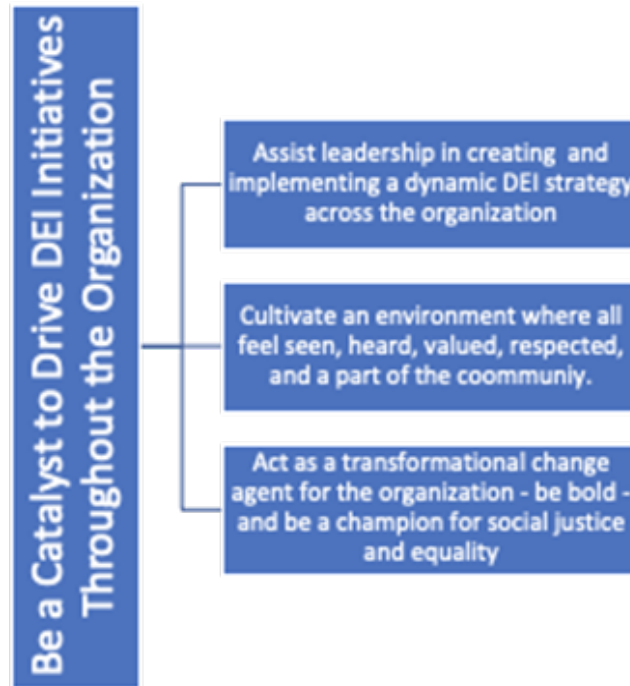 Be a Catalyst to Drive DEI Initiatives
Throughout the Organization
Assist leadership in creating and
implementing a dynamic DEI strategy
across the organization
Cultivate an environment where all
feel seen, heard, valued, respected,
and a part of the coommuniy.
Act as a transformational change
agent for the organization - be bold -
and be a champion for social justice
and equality